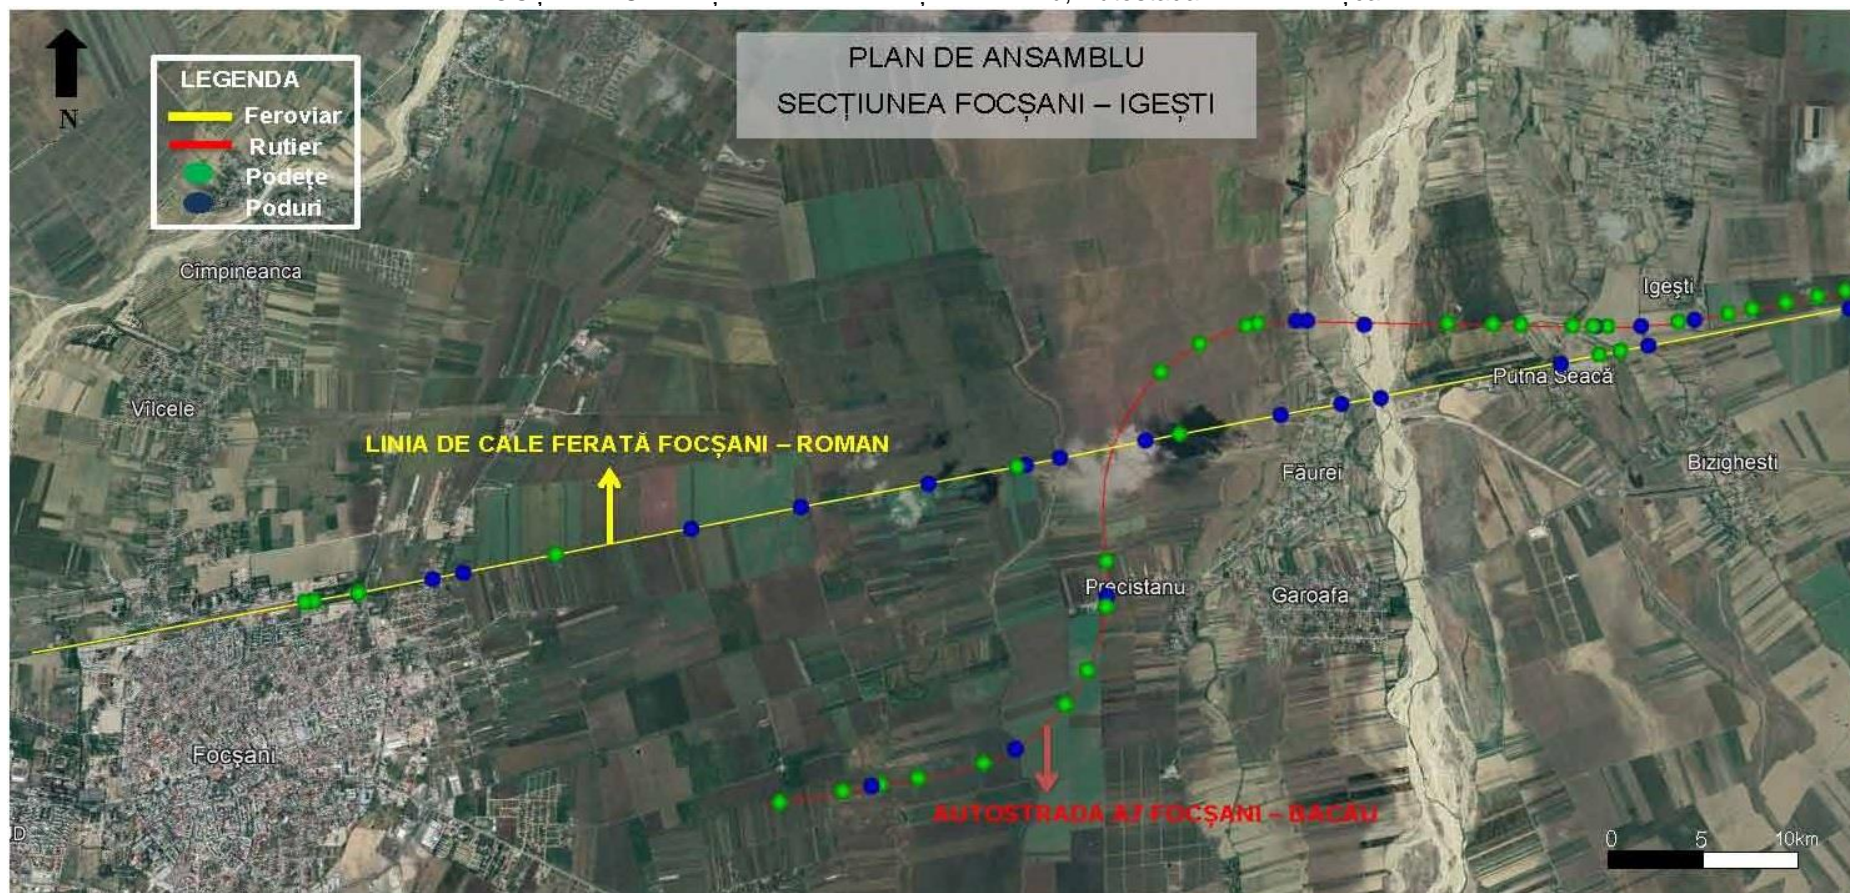 PLAN DE ANSAMBLU
SECȚIUNEA FOCȘANI – IGEȘTI
N
LEGENDA
Feroviar
Rutier
Podețe
Poduri
Cîmpineanca
Igești
Putna Seacă
Vîlcele
LINIA DE CALE FERATĂ FOCȘANI – ROMAN
Făurei
Bizighesti
Precistanu
Garoafa
Focșani
AUTOSTRADA A7 FOCȘANI – BACĂU
D
0 5 10km